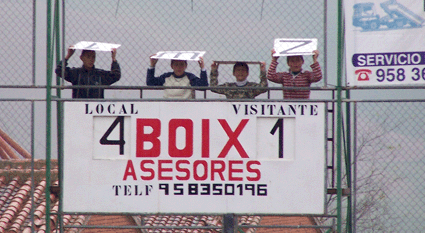 SERVICIO
958 36
Z
LOCAL VISITANTE
4 BOIX 1
ASESORES
TELF 958350196